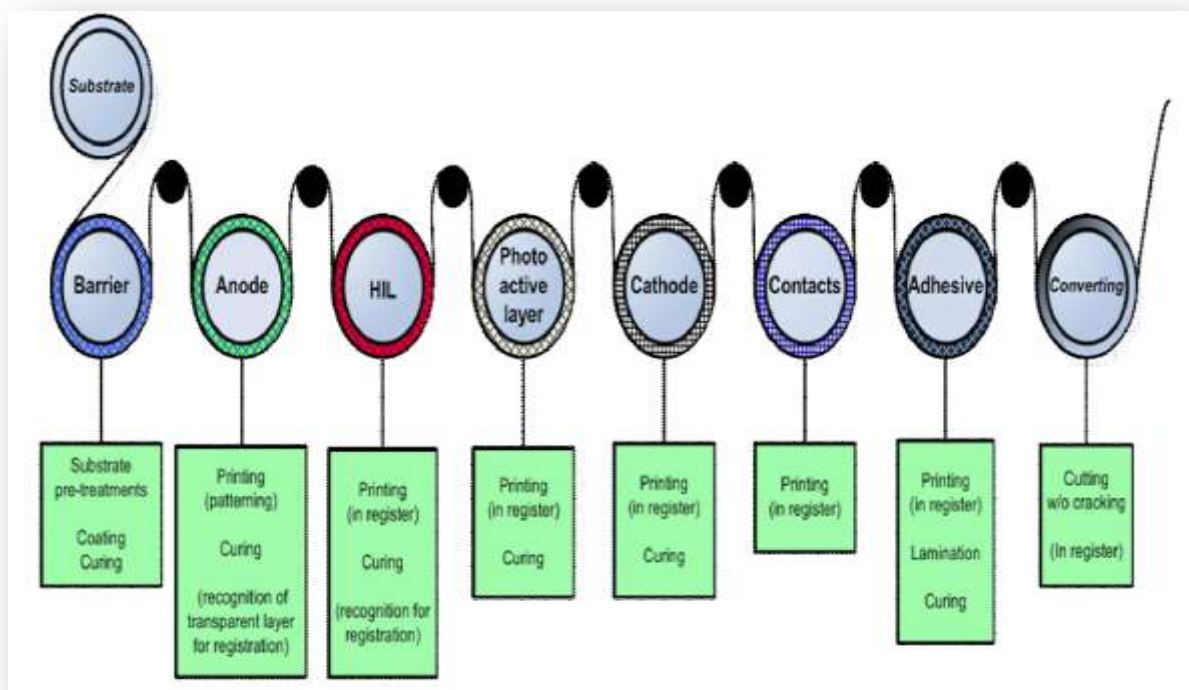 Substrate
Barrier
Anode
HIL
Photo
active
layer
Cathode
Contacts
Adhesive
Converting
Substrate
pre-treatments
Coating
Curing
Printing
(patterning)
Curing
(recognition of
transparent layer
for registration)
Printing
(in register)
Curing
(recognition for
registration)
Printing
(in register)
Curing
Printing
(in register)
Curing
Printing
(in register)
Printing
(in register)
Lamination
Curing
Cutting
w/o cracking
(In register)